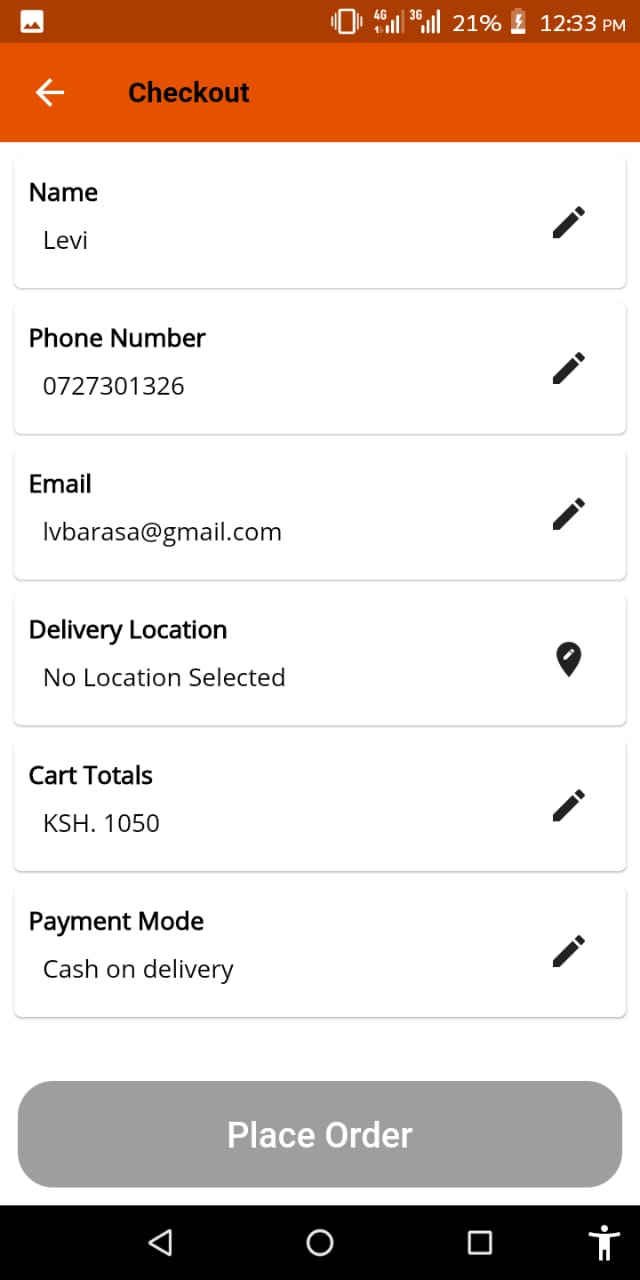 4G 3G 21% 12:33 PM
Checkout
Name
Levi
Phone Number
0727301326
Email
lvbarasa@gmail.com
Delivery Location
No Location Selected
Cart Totals
KSH. 1050
Payment Mode
Cash on delivery
Place Order